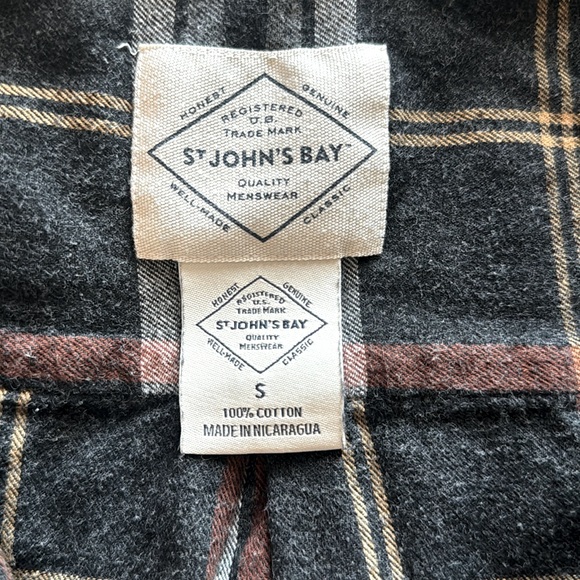 HONEST GENUINE
REGISTERED
U.S.
TRADE MARK
ST JOHN'S BAY™
QUALITY
MENSWEAR
WELL-MADE CLASSIC
HONEST GENUINE
REGISTERED
U.S.
TRADE MARK
ST JOHN'S BAY
QUALITY
MENSWEAR
WELL-MADE CLASSIC
S
100% COTTON
MADE IN NICARAGUA